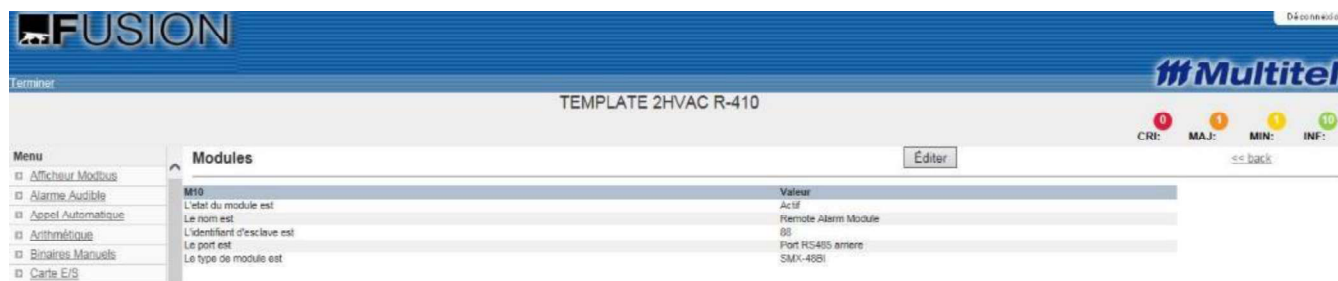 FUSION
Déconnexio
Multitel
Terminer
TEMPLATE 2HVAC R-410
0 1 1 10
CRI: MAJ: MIN: INF:
Menu
Modules
Éditer
<< back
Afficheur Modbus
Alarme Audible
Appel Automatique
Arithmétique
Binaires Manuels
Carte E/S
M10 Valeur
L'etat du module est Actif
Le nom est Remote Alarm Module
L'identifiant d'esclave est 88
Le port est Port RS485 arriere
Le type de module est SMX-48BI